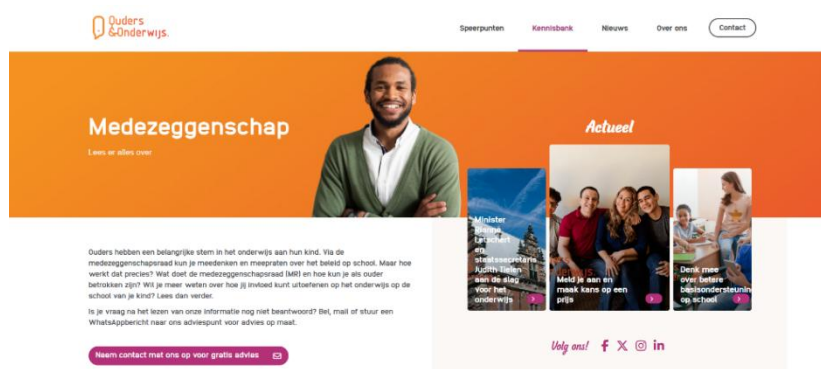 Ouders
&Onderwijs.
Speerpunten
Kennisbank
Nieuws
Over ons
Contact
Medezeggenschap
Lees er alles over
Actueel
Minister
Rianne
Letschert
en
staatssecretaris
Judith Tielen
aan de slag
voor het
onderwijs
Meld je aan en
maak kans op een
prijs
Denk mee
over betere
basisondersteuning
op school
Ouders hebben een belangrijke stem in het onderwijs aan hun kind. Via de
medezeggenschapsraad kun je meedenken en meepraten over het beleid op school. Maar hoe
werkt dat precies? Wat doet de medezeggenschapsraad (MR) en hoe kun je als ouder
betrokken zijn? Wil je meer weten over hoe jij invloed kunt uitoefenen op het onderwijs op de
school van je kind? Lees dan verder.
Is je vraag na het lezen van onze informatie nog niet beantwoord? Bel, mail of stuur een
WhatsAppbericht naar ons adviespunt voor advies op maat.
Neem contact met ons op voor gratis advies
Volg ons!